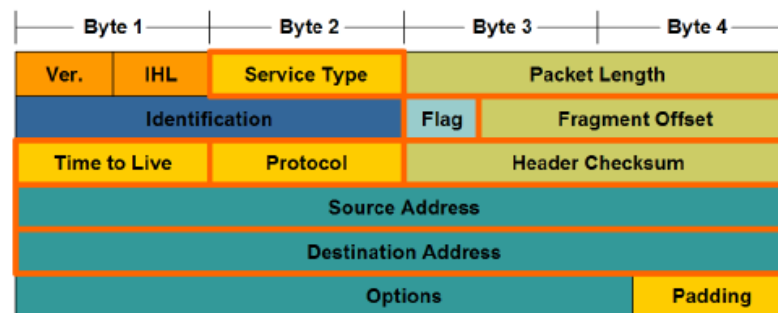 Byte 1 Byte 2 Byte 3 Byte 4
Ver. IHL Service Type Packet Length
Identification Flag Fragment Offset
Time to Live Protocol Header Checksum
Source Address
Destination Address
Options Padding